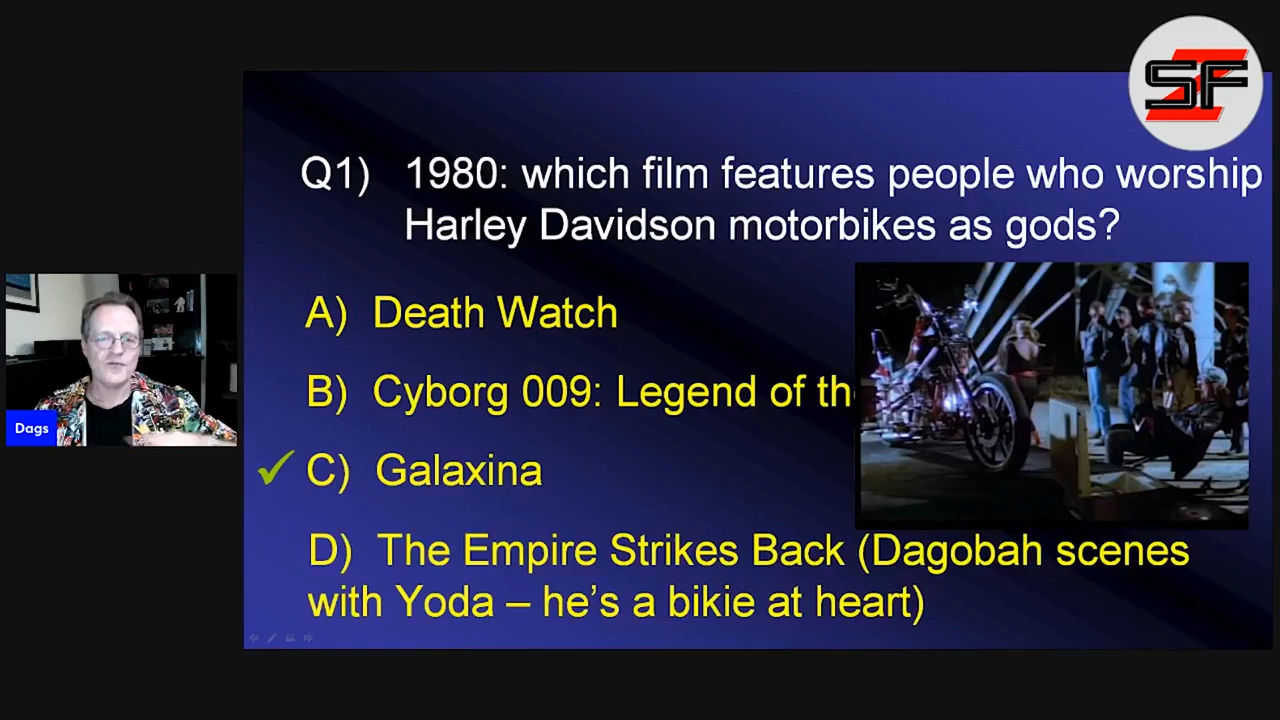 SF
Q1) 1980: which film features people who worship
Harley Davidson motorbikes as gods?
A) Death Watch
B) Cyborg 009: Legend of th
✓ C) Galaxina
D) The Empire Strikes Back (Dagobah scenes
with Yoda – he's a bikie at heart)
Dags